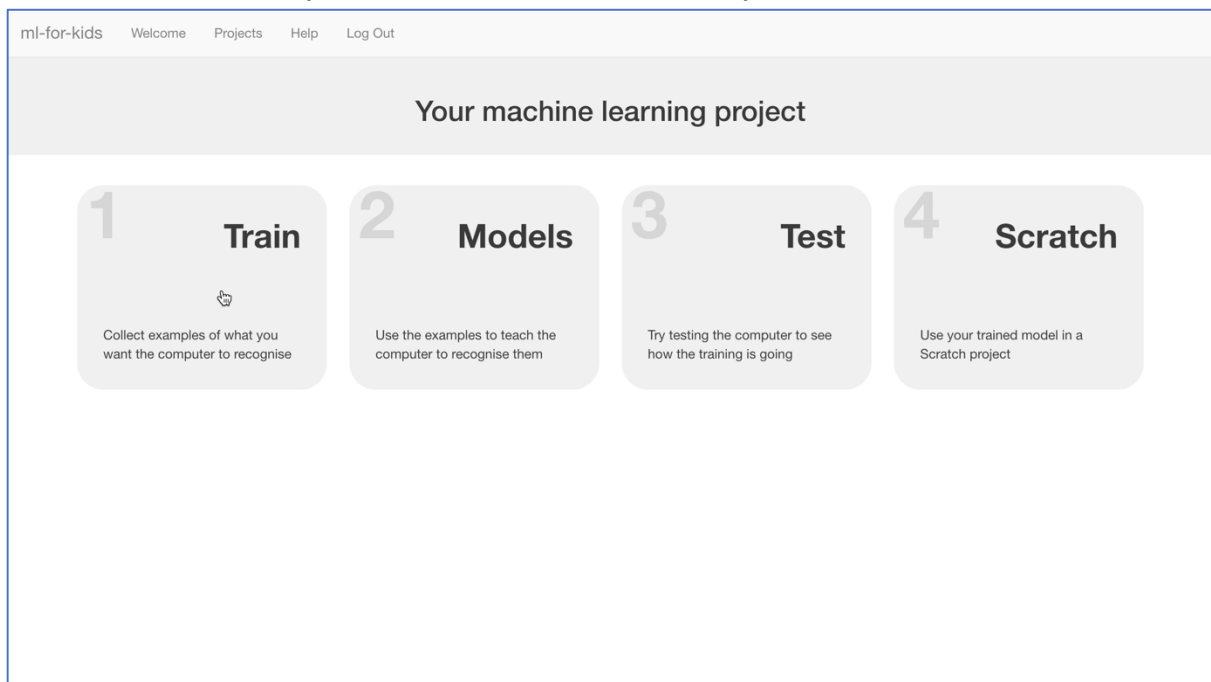 ml-for-kids Welcome Projects Help Log Out
Your machine learning project
1
Train
Collect examples of what you
want the computer to recognise
2
Models
Use the examples to teach the
computer to recognise them
3
Test
Try testing the computer to see
how the training is going
4
Scratch
Use your trained model in a
Scratch project